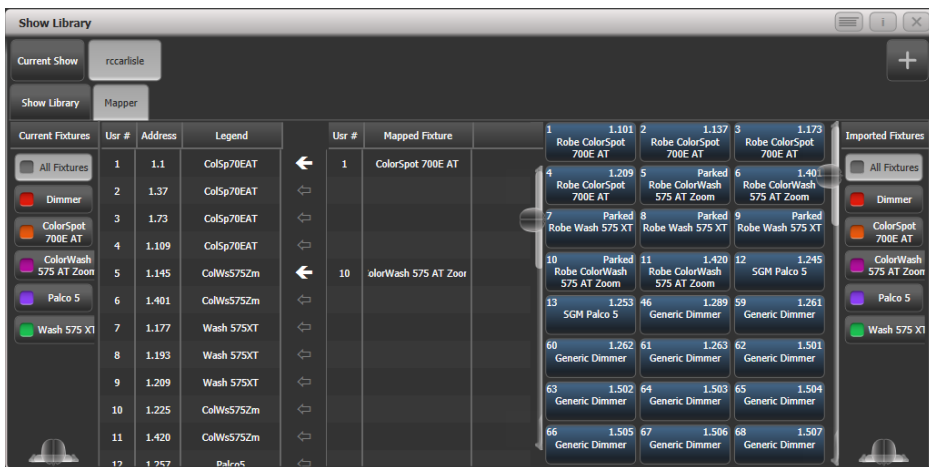 Show Library
i
Current Show
rccarlisle
+
Show Library
Mapper
Current Fixtures
All Fixtures
Dimmer
ColorSpot
700E AT
ColorWash
575 AT Zoon
Palco 5
Wash 575 XT
Usr # Address Legend
1 1.1 ColSp70EAT
2 1.37 ColSp70EAT
3 1.73 ColSp70EAT
4 1.109 ColSp70EAT
5 1.145 ColWs575Zm
6 1.401 ColWs575Zm
7 1.177 Wash 575XT
8 1.193 Wash 575XT
9 1.209 Wash 575XT
10 1.225 ColWs575Zm
11 1.420 ColWs575Zm
12 1.257 Palco5
Usr # Mapped Fixture
1 ColorSpot 700E AT
10 olorWash 575 AT Zoor
1 1.101
Robe ColorSpot
700E AT
2 1.137
Robe ColorSpot
700E AT
3 1.173
Robe ColorSpot
700E AT
4 1.209
Robe ColorSpot
700E AT
5 Parked
Robe ColorWash
575 AT Zoom
6 1.401
Robe ColorWash
575 AT Zoom
7 Parked
Robe Wash 575 XT
8 Parked
Robe Wash 575 XT
9 Parked
Robe Wash 575 XT
10 Parked
Robe ColorWash
575 AT Zoom
11 1.420
Robe ColorWash
575 AT Zoom
12 1.245
SGM Palco 5
13 1.253
SGM Palco 5
46 1.289
Generic Dimmer
59 1.261
Generic Dimmer
60 1.262
Generic Dimmer
61 1.263
Generic Dimmer
62 1.501
Generic Dimmer
63 1.502
Generic Dimmer
64 1.503
Generic Dimmer
65 1.504
Generic Dimmer
66 1.505
Generic Dimmer
67 1.506
Generic Dimmer
68 1.507
Generic Dimmer
Imported Fixtures
All Fixtures
Dimmer
ColorSpot
700E AT
ColorWash
575 AT Zoon
Palco 5
Wash 575 XT